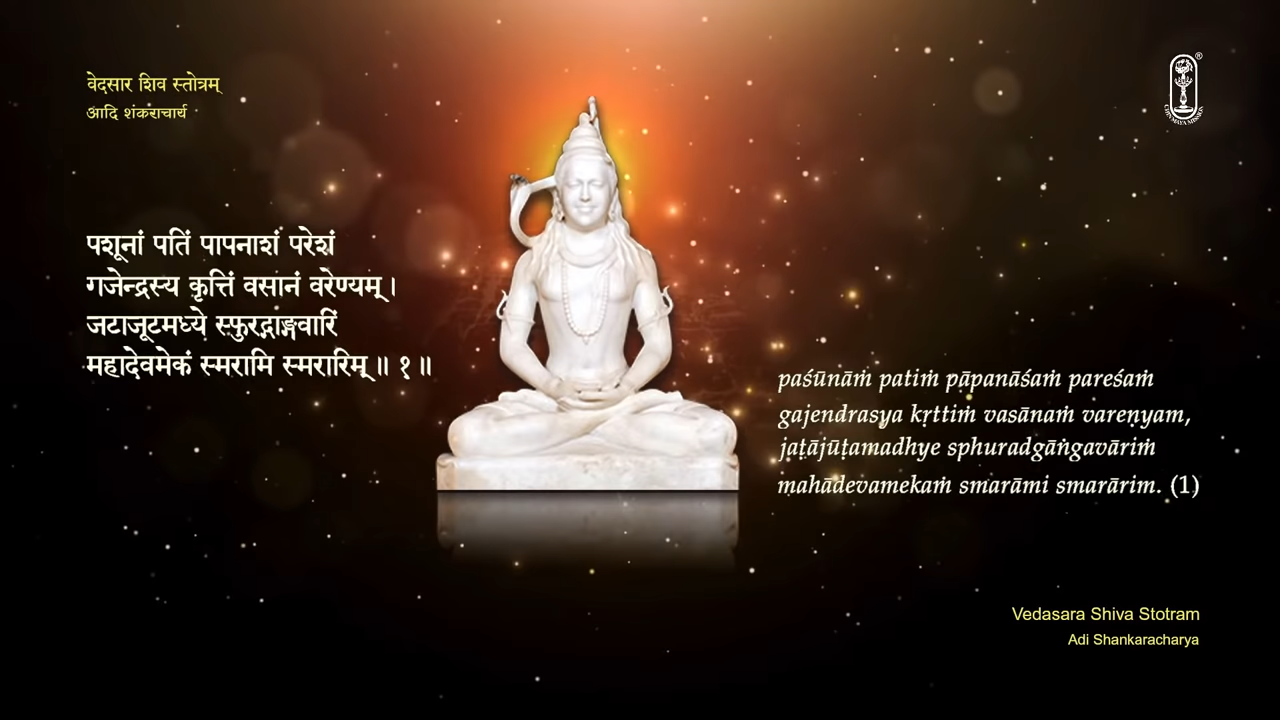 वेदसार शिव स्तोत्रम्
आदि शंकराचार्य
पशूनां पतिं पापनाशं परेशं
गजेन्द्रस्य कृत्तिं वसानं वरेण्यम्।
जटाजूटमध्ये स्फुरद्गाङ्गवारिं
महादेवमेकं स्मरामि स्मरारिम्॥ १॥
paśūnāṁ patiṁ pāpanāśaṁ pareśaṁ
gajendrasya kṛttiṁ vasānaṁ vareṇyam,
jaṭājūṭamadhye sphuradgāṅgavāriṁ
mahādevamekaṁ smarāmi smarārim. (1)
Vedasara Shiva Stotram
Adi Shankaracharya
CHINMAYA MISSION
®